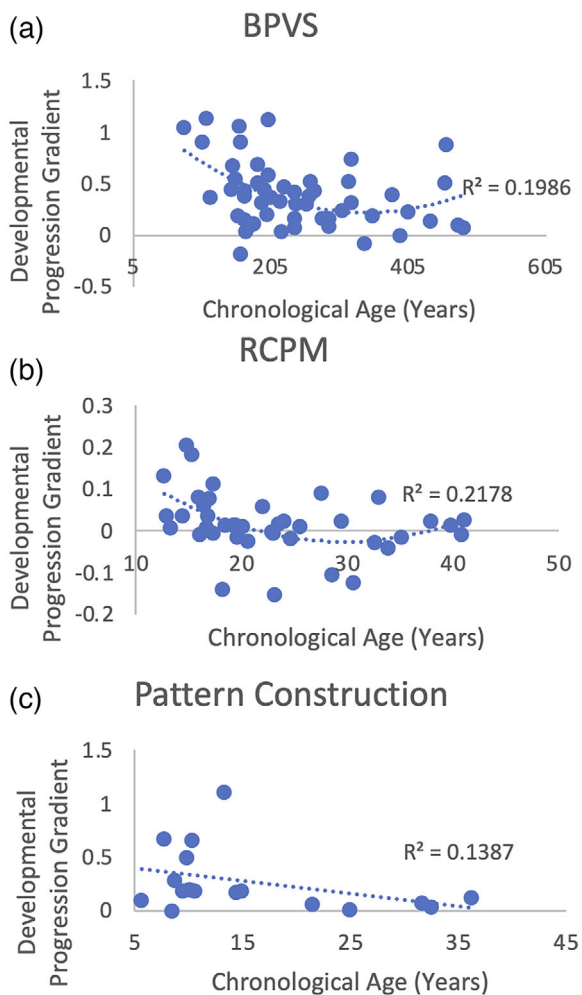 (a)
BPVS
Developmental
Progression Gradient
1.5
1
0.5
0
-0.5
R² = 0.1986
5
205
405
605
Chronological Age (Years)
(b)
RCPM
Developmental
Progression Gradient
0.3
0.2
0.1
0
-0.1
-0.2
R² = 0.2178
10
20
30
40
50
Chronological Age (Years)
(c)
Pattern Construction
Developmental
Progression Gradient
1.5
1
0.5
0
R² = 0.1387
5
15
25
35
45
Chronological Age (Years)